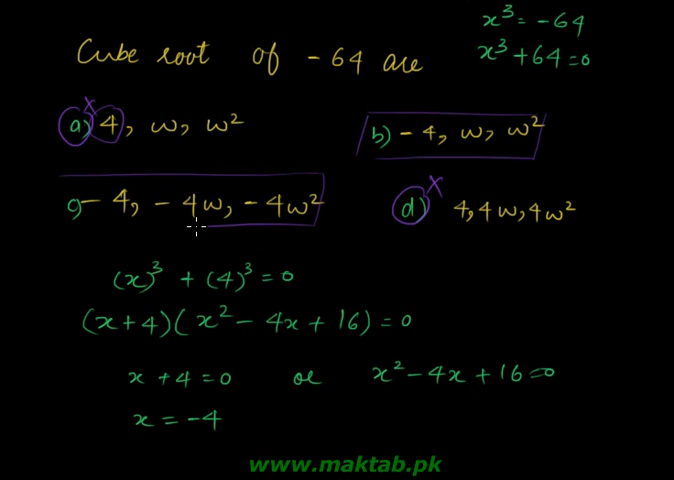 x³ = -64
Cube root of -64 are
x³ + 64 = 0
a) 4, ω, ω²
b) -4, ω, ω²
c) -4, -4ω, -4ω²
d) 4, 4ω, 4ω²
(x)³ + (4)³ = 0
(x+4)(x² - 4x + 16) = 0
x + 4 = 0 or x² - 4x + 16 = 0
x = -4
www.maktab.pk